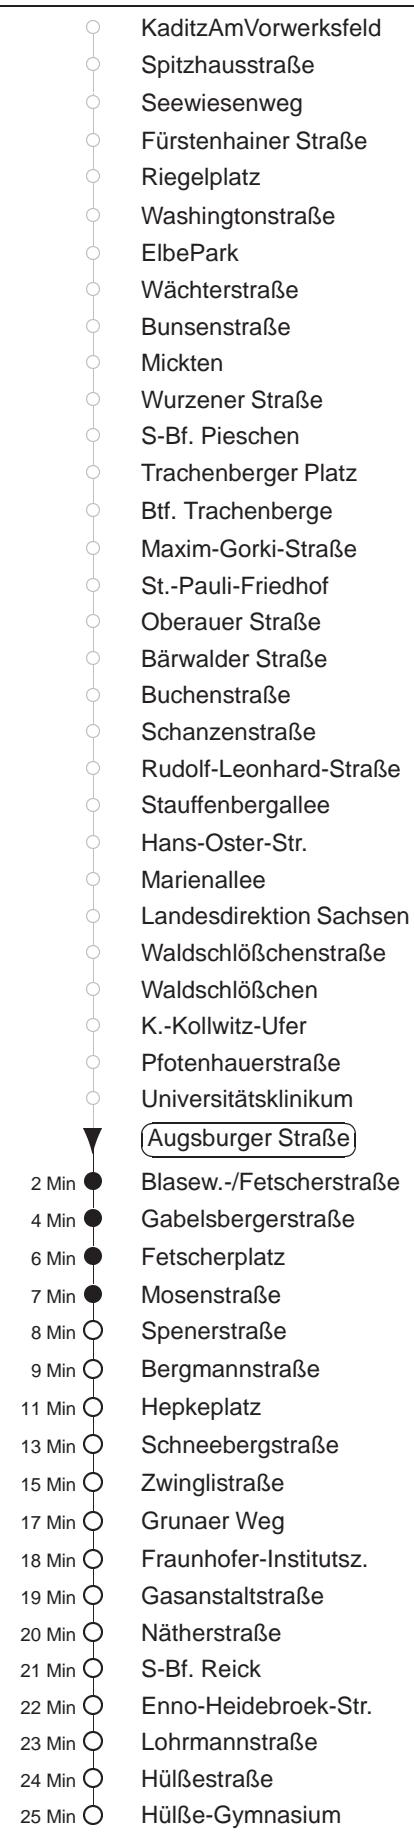 KaditzAmVorwerksfeld
Spitzhausstraße
Seewiesenweg
Fürstenhainer Straße
Riegelplatz
Washingtonstraße
ElbePark
Wächterstraße
Bunsenstraße
Mickten
Wurzener Straße
S-Bf. Pieschen
Trachenberger Platz
Btf. Trachenberge
Maxim-Gorki-Straße
St.-Pauli-Friedhof
Oberauer Straße
Bärwalder Straße
Buchenstraße
Schanzenstraße
Rudolf-Leonhard-Straße
Stauffenbergallee
Hans-Oster-Str.
Marienallee
Landesdirektion Sachsen
Waldschlößchenstraße
Waldschlößchen
K.-Kollwitz-Ufer
Pfotenhauerstraße
Universitätsklinikum
Augsburger Straße
2 Min Blasew.-/Fetscherstraße
4 Min Gabelsbergerstraße
6 Min Fetscherplatz
7 Min Mosenstraße
8 Min Spenerstraße
9 Min Bergmannstraße
11 Min Hepkeplatz
13 Min Schneebergstraße
15 Min Zwinglistraße
17 Min Grunaer Weg
18 Min Fraunhofer-Institutsz.
19 Min Gasanstaltstraße
20 Min Nätherstraße
21 Min S-Bf. Reick
22 Min Enno-Heidebroek-Str.
23 Min Lohrmannstraße
24 Min Hülßestraße
25 Min Hülße-Gymnasium